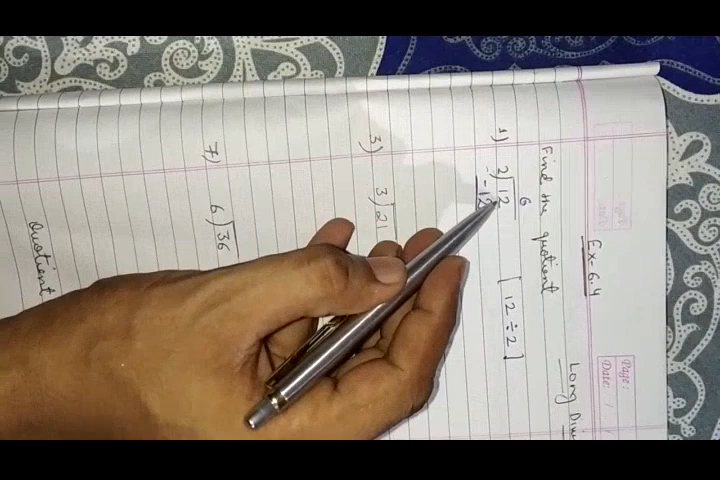 Page:
Date: / /
Ex-6.4
Long Div
Find the quotient
6
1) 2)12 [12 ÷ 2]
-12
3) 3)21
7) 6)36
Quotient